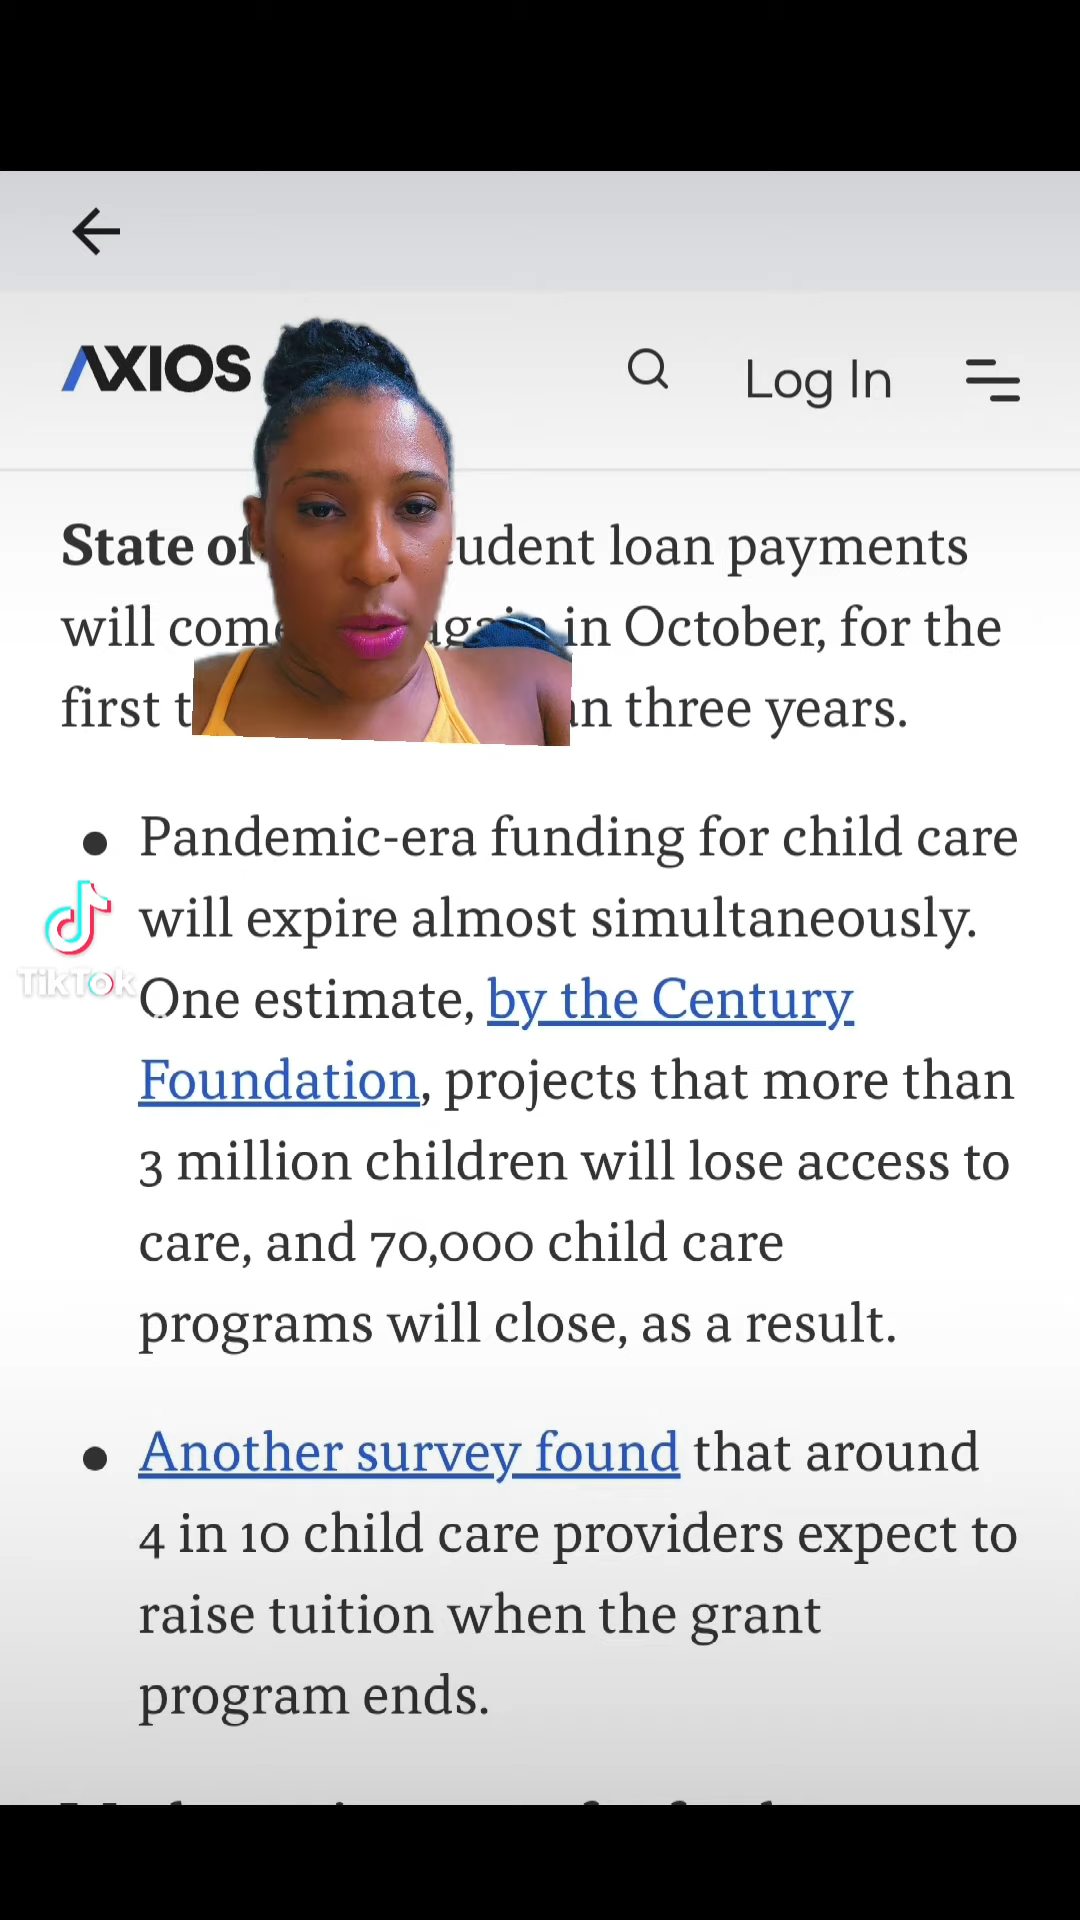 AXIOS
Log In
State of udent loan payments
will come in October, for the
first three years.
Pandemic-era funding for child care
will expire almost simultaneously.
TikTok
One estimate, by the Century
Foundation, projects that more than
3 million children will lose access to
care, and 70,000 child care
programs will close, as a result.
Another survey found that around
4 in 10 child care providers expect to
raise tuition when the grant
program ends.